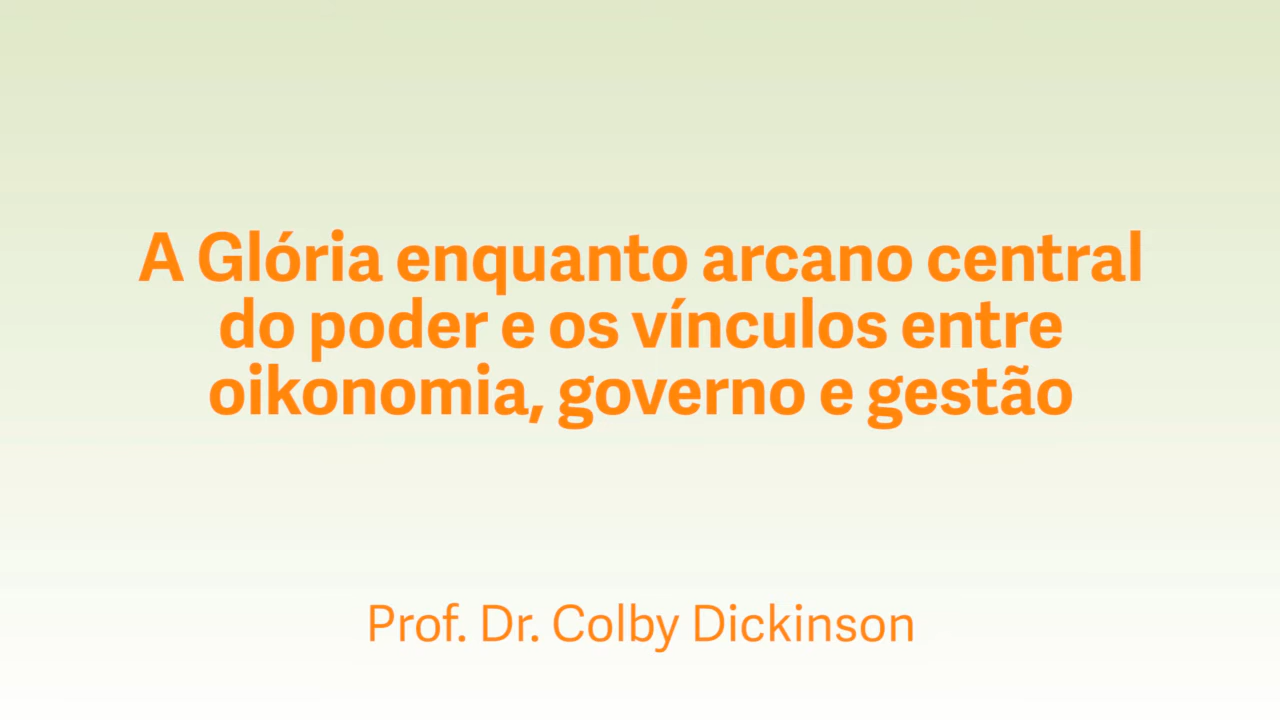 A Glória enquanto arcano central
do poder e os vínculos entre
oikonomia, governo e gestão
Prof. Dr. Colby Dickinson